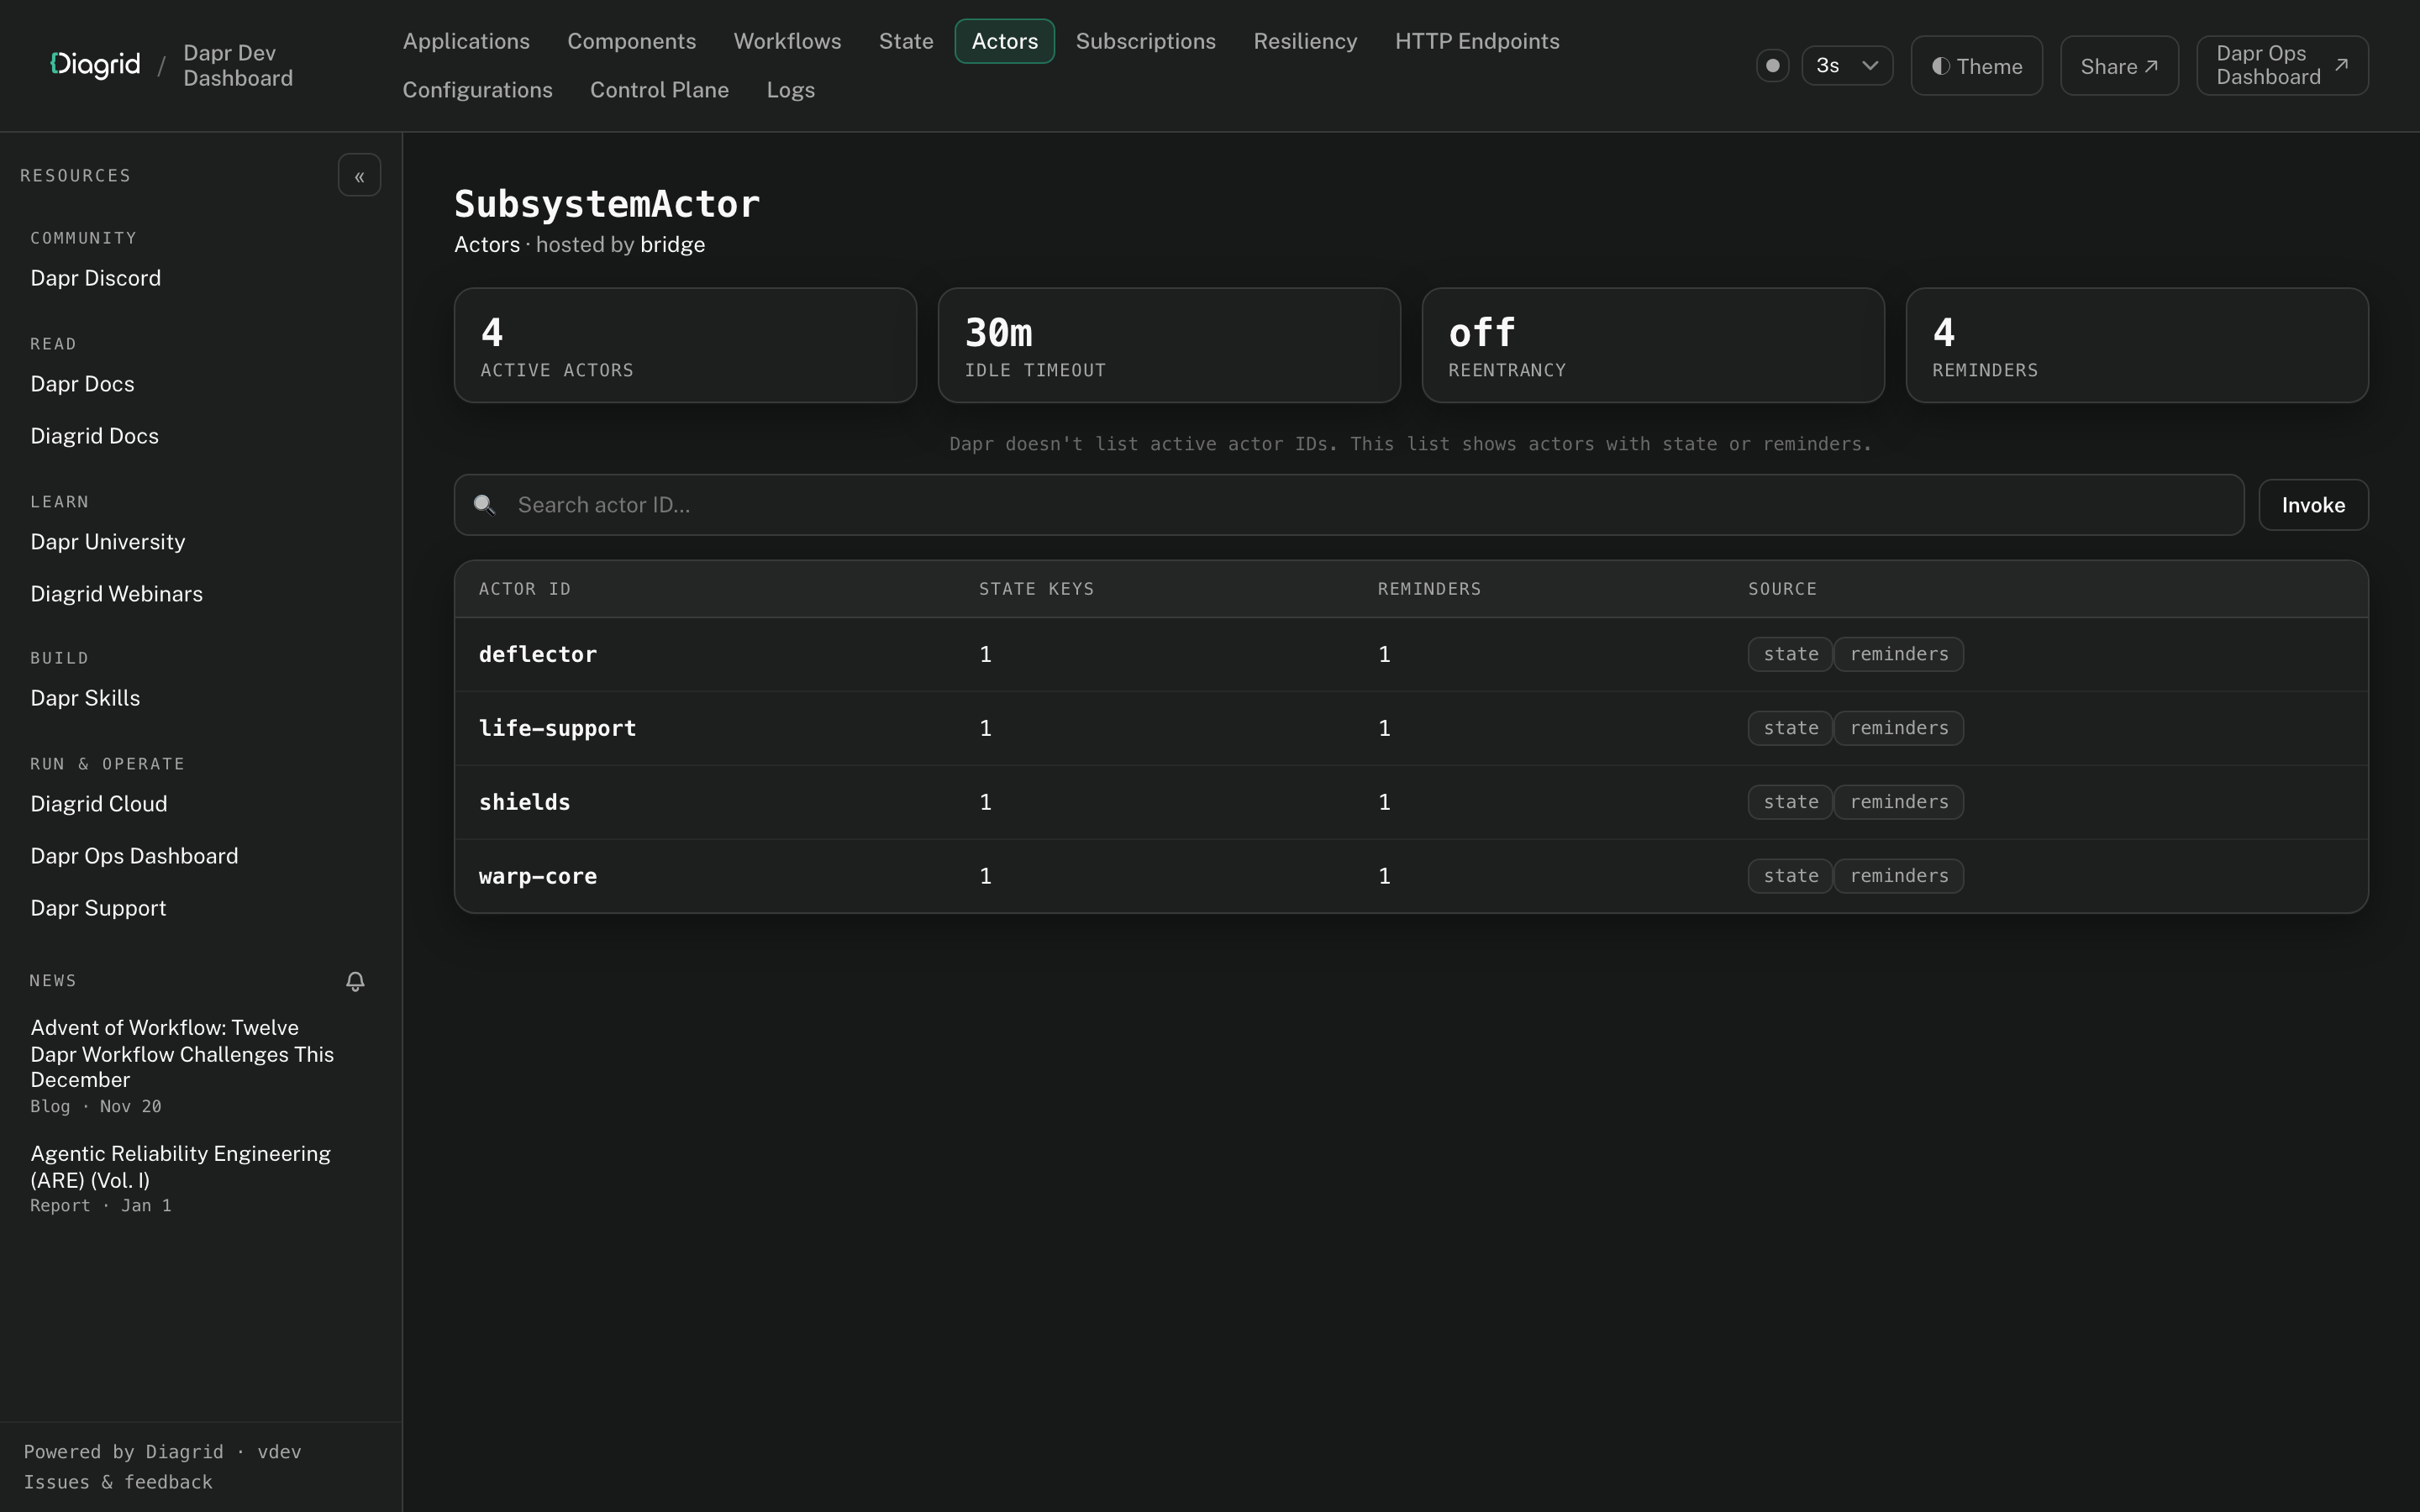 Diagrid / Dapr Dev Dashboard
Applications Components Workflows State Actors Subscriptions Resiliency HTTP Endpoints
Configurations Control Plane Logs
3s Theme Share ↗ Dapr Ops Dashboard ↗
RESOURCES «
COMMUNITY
Dapr Discord
READ
Dapr Docs
Diagrid Docs
LEARN
Dapr University
Diagrid Webinars
BUILD
Dapr Skills
RUN & OPERATE
Diagrid Cloud
Dapr Ops Dashboard
Dapr Support
NEWS
Advent of Workflow: Twelve
Dapr Workflow Challenges This
December
Blog · Nov 20
Agentic Reliability Engineering
(ARE) (Vol. I)
Report · Jan 1
Powered by Diagrid · vdev
Issues & feedback
SubsystemActor
Actors · hosted by bridge
4
ACTIVE ACTORS
30m
IDLE TIMEOUT
off
REENTRANCY
4
REMINDERS
Dapr doesn't list active actor IDs. This list shows actors with state or reminders.
Search actor ID... Invoke
ACTOR ID STATE KEYS REMINDERS SOURCE
deflector 1 1 state reminders
life-support 1 1 state reminders
shields 1 1 state reminders
warp-core 1 1 state reminders